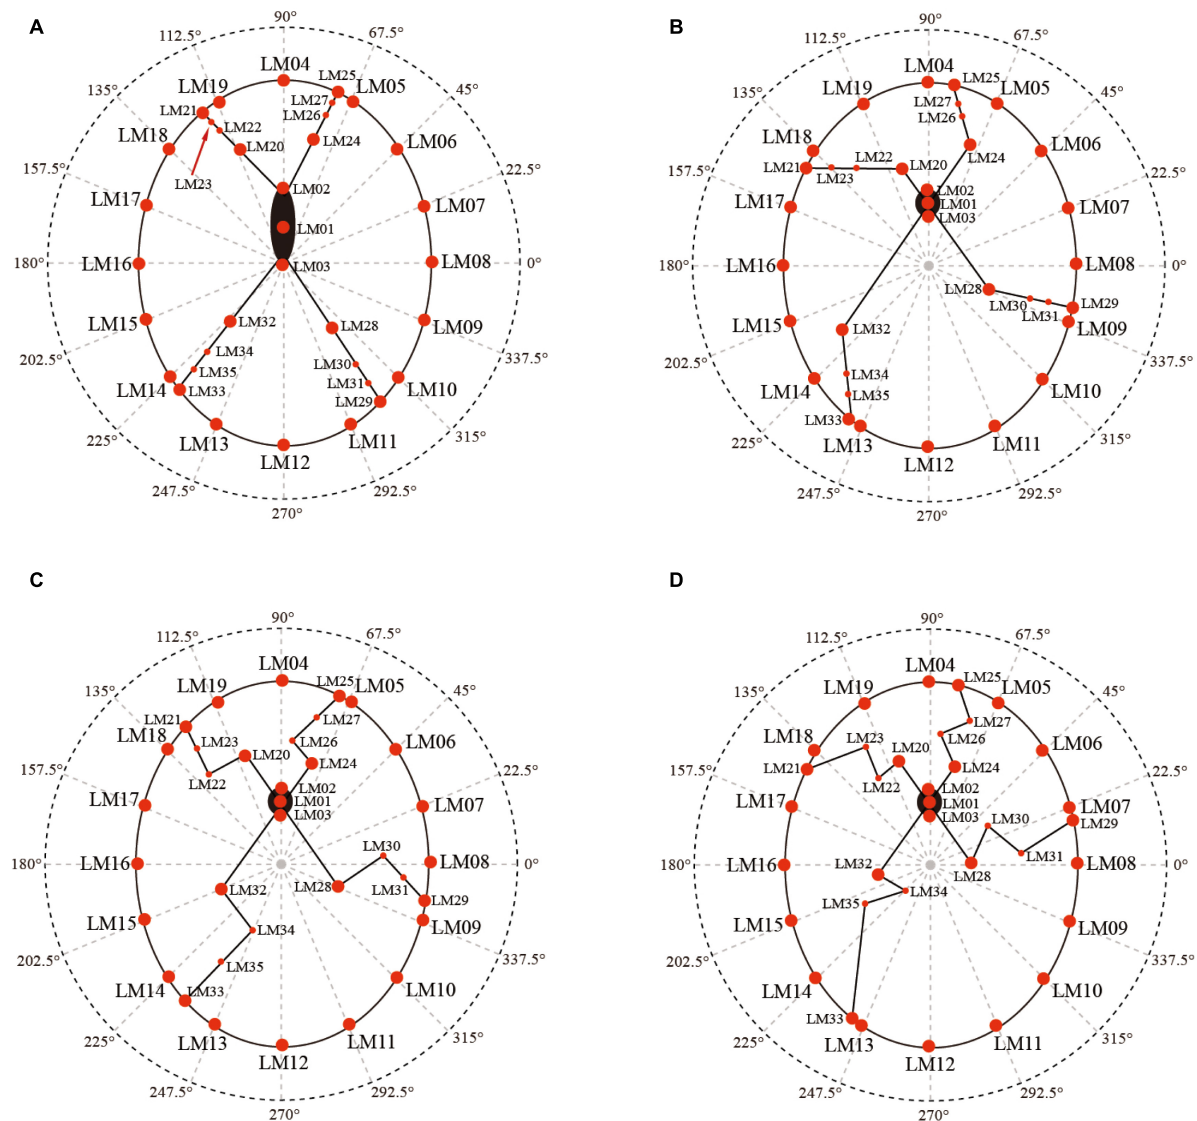 A
90°
112.5°
67.5°
LM04
LM25
LM19
LM05
135°
45°
LM21
LM27
LM26
LM22
LM18
LM20
LM24
LM06
157.5°
22.5°
LM23
LM02
LM17
LM07
LM01
180°
LM16
LM03
LM08
0°
LM15
LM32
LM28
LM09
202.5°
337.5°
LM34
LM30
LM35
LM31
LM14
LM33
LM29
LM10
225°
315°
LM13
LM11
LM12
247.5°
292.5°
270°
B
90°
112.5°
67.5°
LM04
LM25
LM19
LM05
135°
45°
LM27
LM26
LM18
LM06
LM24
LM22
LM20
157.5°
LM21
LM23
22.5°
LM02
LM17
LM01
LM07
LM03
180°
LM16
LM08
0°
LM28
LM30
LM29
LM31
LM15
LM32
LM09
202.5°
337.5°
LM34
LM14
LM35
LM10
LM33
225°
LM13
LM11
315°
LM12
247.5°
292.5°
270°
C
90°
112.5°
67.5°
LM04
LM25
LM19
LM05
135°
45°
LM21
LM27
LM18
LM23
LM26
LM06
LM20
LM24
157.5°
22.5°
LM22
LM02
LM17
LM01
LM07
LM03
LM30
180°
LM16
LM08
0°
LM32
LM28
LM31
LM29
LM15
LM09
LM34
202.5°
337.5°
LM35
LM14
LM33
LM10
225°
315°
LM13
LM11
LM12
247.5°
292.5°
270°
D
90°
112.5°
67.5°
LM04
LM25
LM19
LM05
135°
45°
LM27
LM18
LM23
LM26
LM06
LM20
LM21
LM24
157.5°
22.5°
LM22
LM02
LM17
LM01
LM07
LM03
LM30
LM29
180°
LM16
LM32
LM31
LM08
0°
LM28
LM34
LM35
LM15
LM09
202.5°
337.5°
LM14
LM10
LM33
225°
LM13
LM11
315°
LM12
247.5°
292.5°
270°